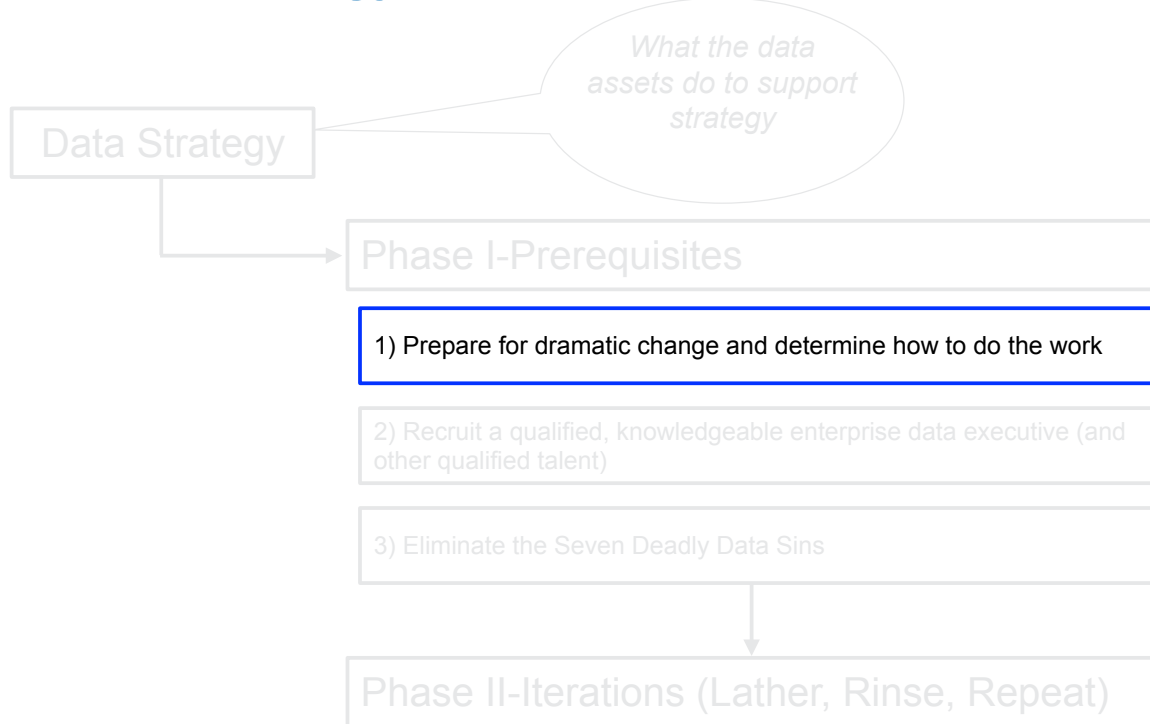 What the data
assets do to support
strategy
Data Strategy
Phase I-Prerequisites
1) Prepare for dramatic change and determine how to do the work
2) Recruit a qualified, knowledgeable enterprise data executive (and
other qualified talent)
3) Eliminate the Seven Deadly Data Sins
Phase II-Iterations (Lather, Rinse, Repeat)